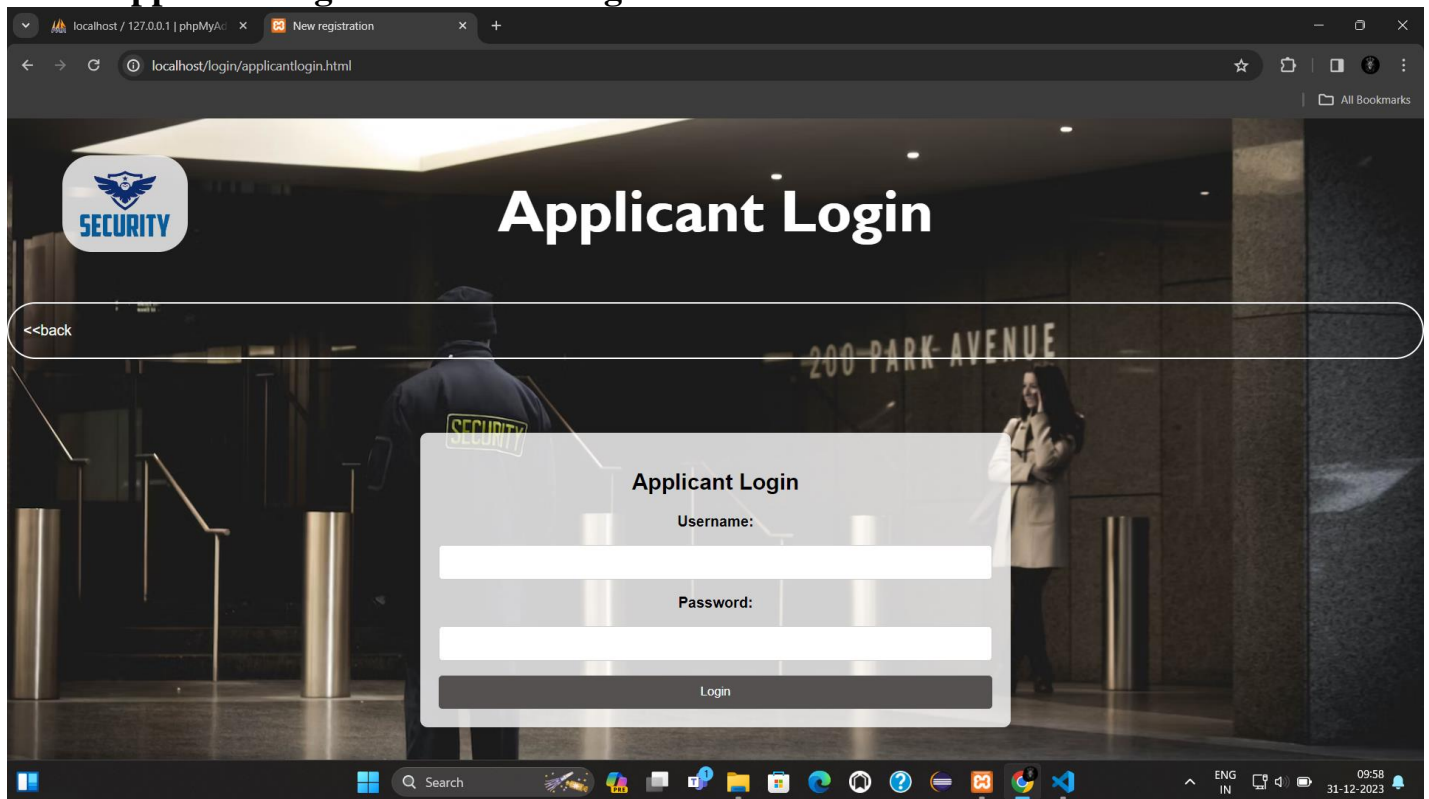 localhost / 127.0.0.1 | phpMyAd
New registration
localhost/login/applicantlogin.html
All Bookmarks
SECURITY
Applicant Login
<<back
200 PARK AVENUE
SECURITY
Applicant Login
Username:
Password:
Login
Search
PRE
ENG
IN
09:58
31-12-2023